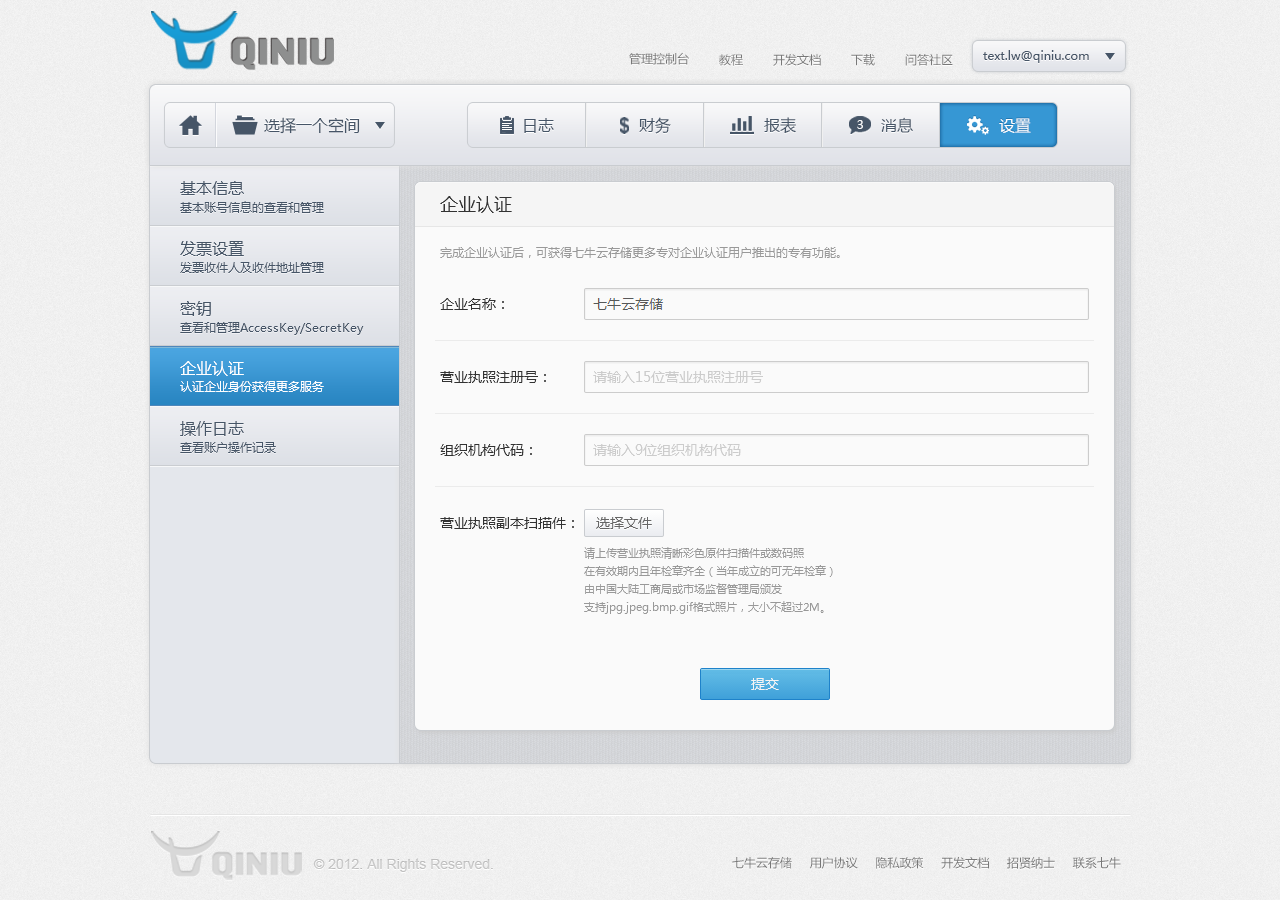 QINIU
管理控制台 教程 开发文档 下载 问答社区 text.lw@qiniu.com
选择一个空间 日志 $ 财务 报表 3 消息 设置
基本信息
基本账号信息的查看和管理
发票设置
发票收件人及收件地址管理
密钥
查看和管理AccessKey/SecretKey
企业认证
认证企业身份获得更多服务
操作日志
查看账户操作记录
企业认证
完成企业认证后，可获得七牛云存储更多专对企业认证用户推出的专有功能。
企业名称： 七牛云存储
营业执照注册号： 请输入15位营业执照注册号
组织机构代码： 请输入9位组织机构代码
营业执照副本扫描件： 选择文件
请上传营业执照清晰彩色原件扫描件或数码照
在有效期内且年检章齐全（当年成立的可无年检章）
由中国大陆工商局或市场监督管理局颁发
支持jpg.jpeg.bmp.gif格式照片，大小不超过2M。
提交
QINIU © 2012. All Rights Reserved. 七牛云存储 用户协议 隐私政策 开发文档 招贤纳士 联系七牛